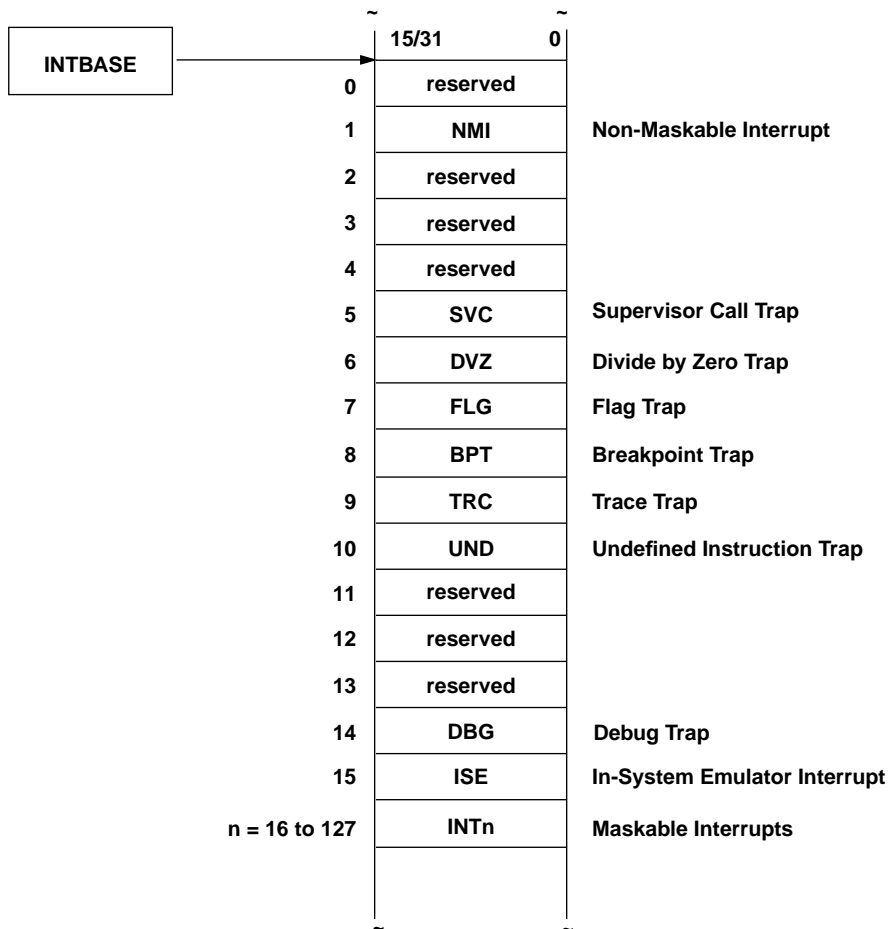 ~ ~
15/31 0
INTBASE
0 reserved
1 NMI Non-Maskable Interrupt
2 reserved
3 reserved
4 reserved
5 SVC Supervisor Call Trap
6 DVZ Divide by Zero Trap
7 FLG Flag Trap
8 BPT Breakpoint Trap
9 TRC Trace Trap
10 UND Undefined Instruction Trap
11 reserved
12 reserved
13 reserved
14 DBG Debug Trap
15 ISE In-System Emulator Interrupt
n = 16 to 127 INTn Maskable Interrupts
~ ~